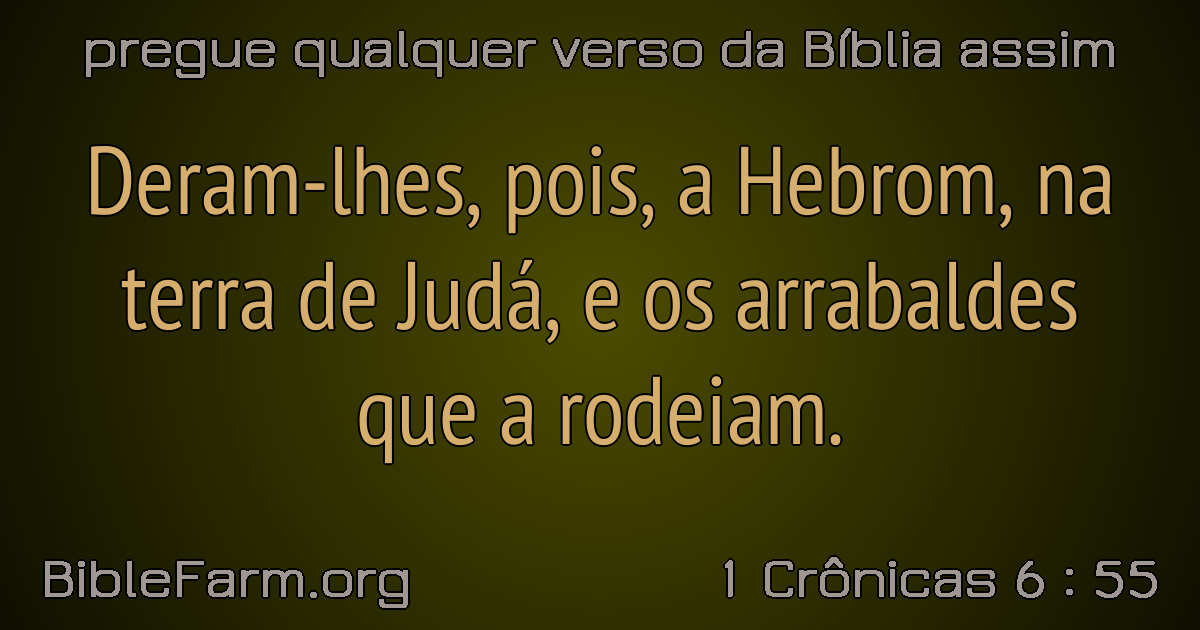 pregue qualquer verso da Bíblia assim
Deram-lhes, pois, a Hebrom, na
terra de Judá, e os arrabaldes
que a rodeiam.
BibleFarm.org
1 Crônicas 6 : 55